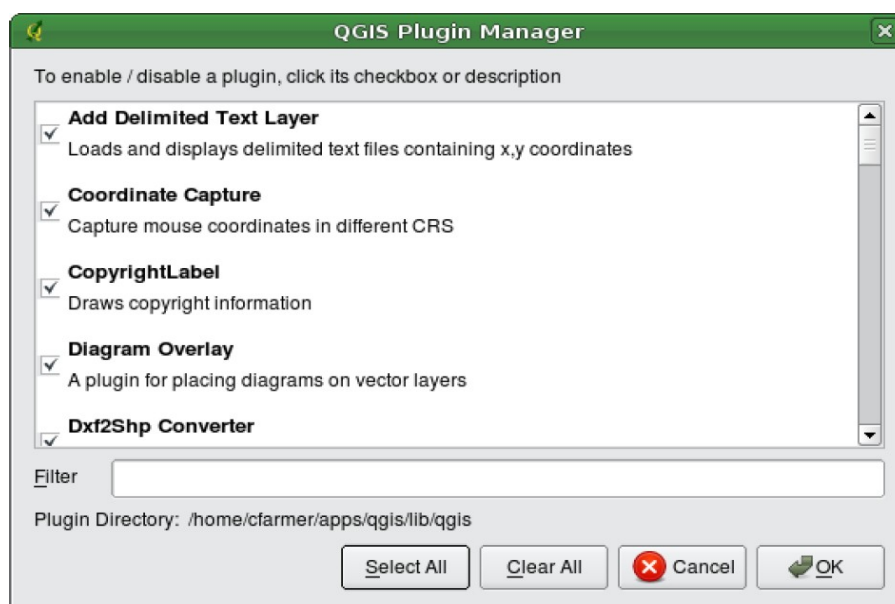 QGIS Plugin Manager
To enable / disable a plugin, click its checkbox or description
Add Delimited Text Layer
Loads and displays delimited text files containing x,y coordinates
Coordinate Capture
Capture mouse coordinates in different CRS
CopyrightLabel
Draws copyright information
Diagram Overlay
A plugin for placing diagrams on vector layers
Dxf2Shp Converter
Filter
Plugin Directory: /home/cfarmer/apps/qgis/lib/qgis
Select All Clear All Cancel OK